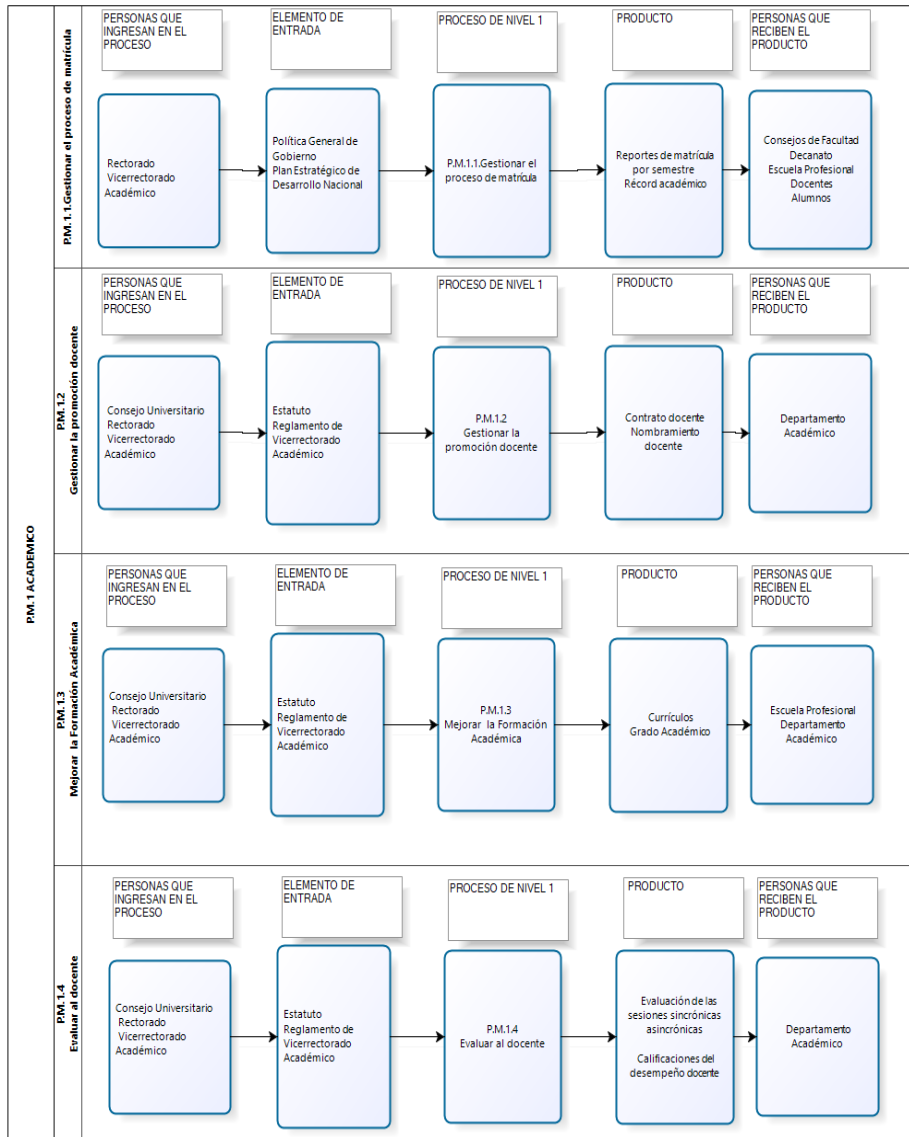 P.M.1 ACADEMICO
P.M.1.1.Gestionar el proceso de matrícula
PERSONAS QUE
INGRESAN EN EL
PROCESO
ELEMENTO DE
ENTRADA
PROCESO DE NIVEL 1
PRODUCTO
PERSONAS QUE
RECIBEN EL
PRODUCTO
Rectorado
Vicerrectorado
Académico
Política General de
Gobierno
Plan Estratégico de
Desarrollo Nacional
P.M.1.1.Gestionar el
proceso de matrícula
Reportes de matrícula
por semestre
Récord académico
Consejos de Facultad
Decanato
Escuela Profesional
Docentes
Alumnos
P.M.1.2
Gestionar la promoción docente
PERSONAS QUE
INGRESAN EN EL
PROCESO
ELEMENTO DE
ENTRADA
PROCESO DE NIVEL 1
PRODUCTO
PERSONAS QUE
RECIBEN EL
PRODUCTO
Consejo Universitario
Rectorado
Vicerrectorado
Académico
Estatuto
Reglamento de
Vicerrectorado
Académico
P.M.1.2
Gestionar la
promoción docente
Contrato docente
Nombramiento
docente
Departamento
Académico
P.M.1.3
Mejorar la Formación Académica
PERSONAS QUE
INGRESAN EN EL
PROCESO
ELEMENTO DE
ENTRADA
PROCESO DE NIVEL 1
PRODUCTO
PERSONAS QUE
RECIBEN EL
PRODUCTO
Consejo Universitario
Rectorado
Vicerrectorado
Académico
Estatuto
Reglamento de
Vicerrectorado
Académico
P.M.1.3
Mejorar la Formación
Académica
Currículos
Grado Académico
Escuela Profesional
Departamento
Académico
P.M.1.4
Evaluar al docente
PERSONAS QUE
INGRESAN EN EL
PROCESO
ELEMENTO DE
ENTRADA
PROCESO DE NIVEL 1
PRODUCTO
PERSONAS QUE
RECIBEN EL
PRODUCTO
Consejo Universitario
Rectorado
Vicerrectorado
Académico
Estatuto
Reglamento de
Vicerrectorado
Académico
P.M.1.4
Evaluar al docente
Evaluación de las
sesiones sincrónicas
asincrónicas
Calificaciones del
desempeño docente
Departamento
Académico